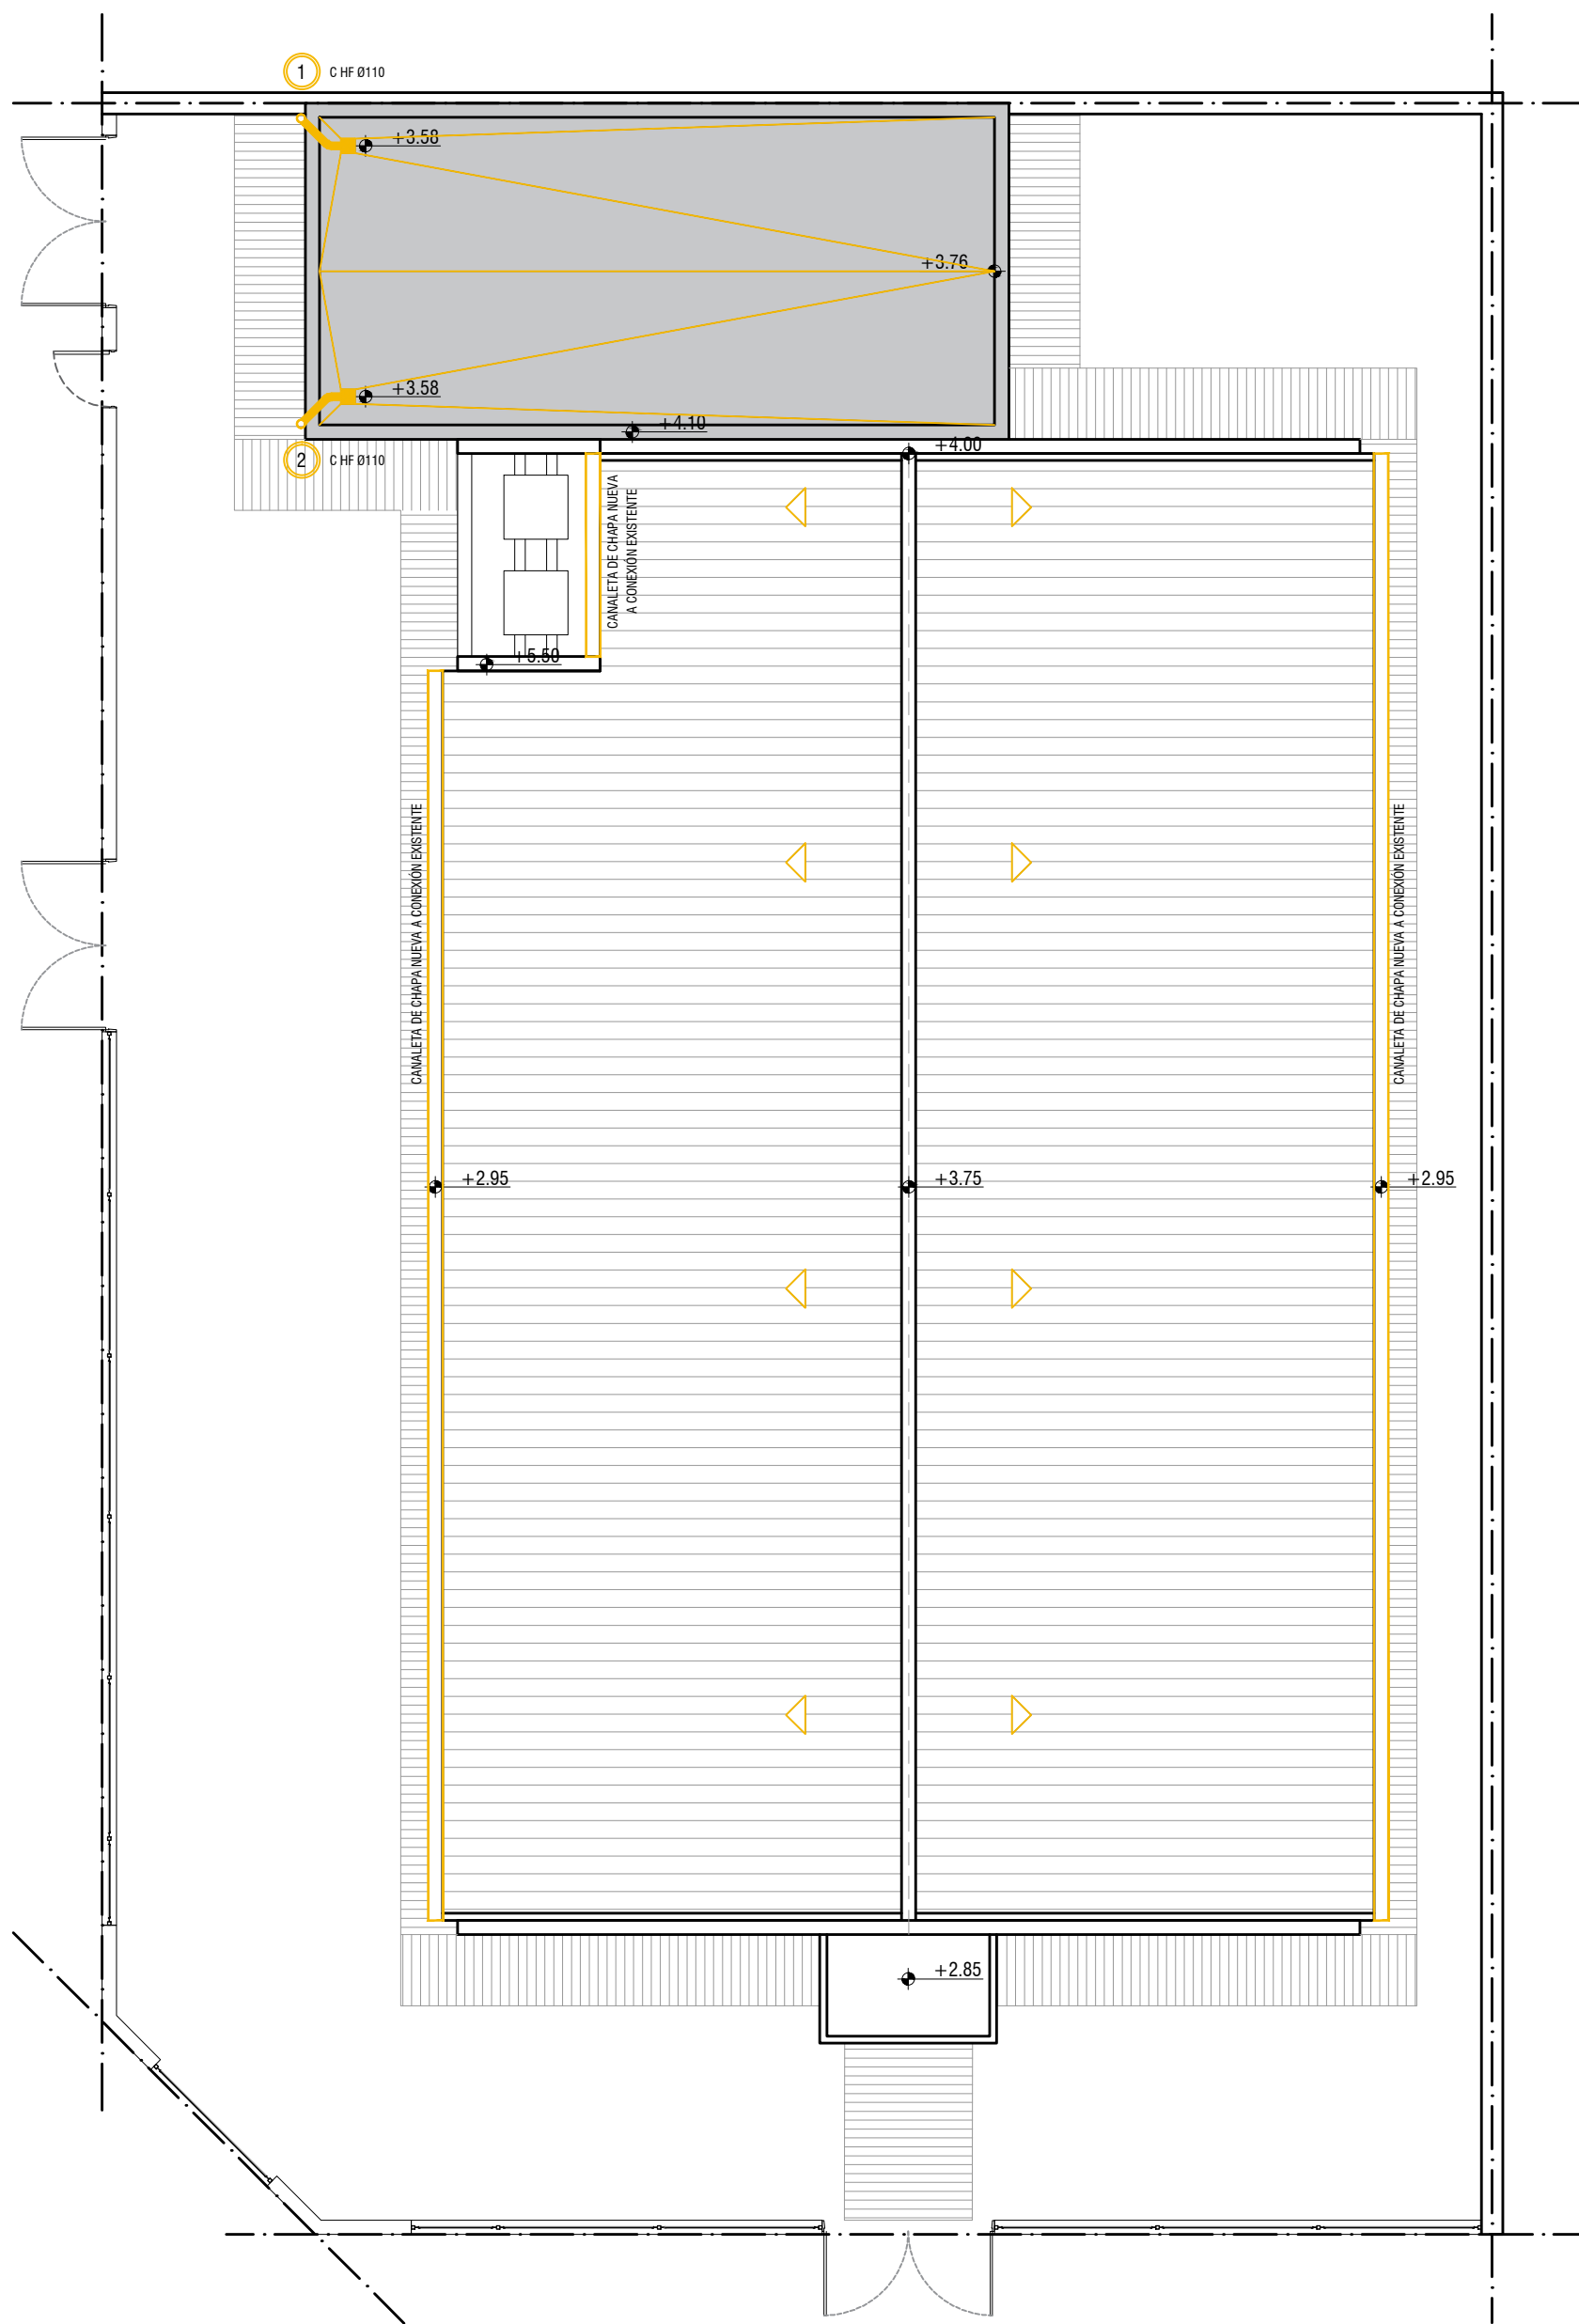 1 C HF Ø110
+3.58
+3.76
+3.58
+4.10
+4.00
2 C HF Ø110
CANALETA DE CHAPA NUEVA
A CONEXIÓN EXISTENTE
+5.50
CANALETA DE CHAPA NUEVA A CONEXIÓN EXISTENTE
CANALETA DE CHAPA NUEVA A CONEXIÓN EXISTENTE
+2.95
+3.75
+2.95
+2.85